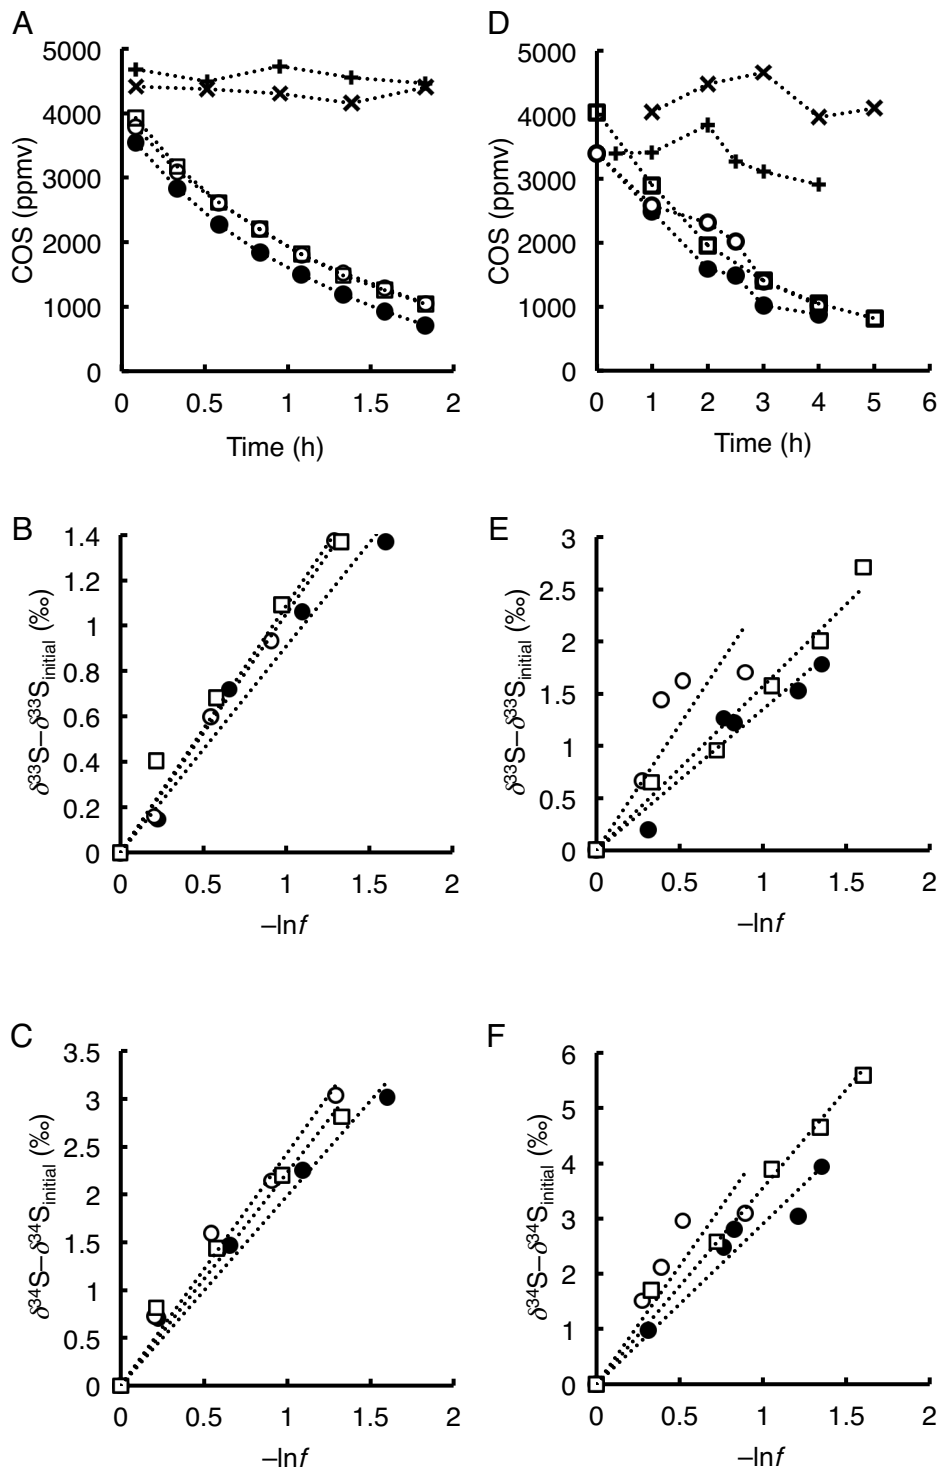 A
5000
4000
3000
2000
1000
0
COS (ppmv)
0 0.5 1 1.5 2
Time (h)
D
5000
4000
3000
2000
1000
0
COS (ppmv)
0 1 2 3 4 5 6
Time (h)
B
1.4
1.2
1
0.8
0.6
0.4
0.2
0
δ³³S–δ³³S_initial (‰)
0 0.5 1 1.5 2
–lnf
E
3
2.5
2
1.5
1
0.5
0
δ³³S–δ³³S_initial (‰)
0 0.5 1 1.5 2
–lnf
C
3.5
3
2.5
2
1.5
1
0.5
0
δ³⁴S–δ³⁴S_initial (‰)
0 0.5 1 1.5 2
–lnf
F
6
5
4
3
2
1
0
δ³⁴S–δ³⁴S_initial (‰)
0 0.5 1 1.5 2
–lnf